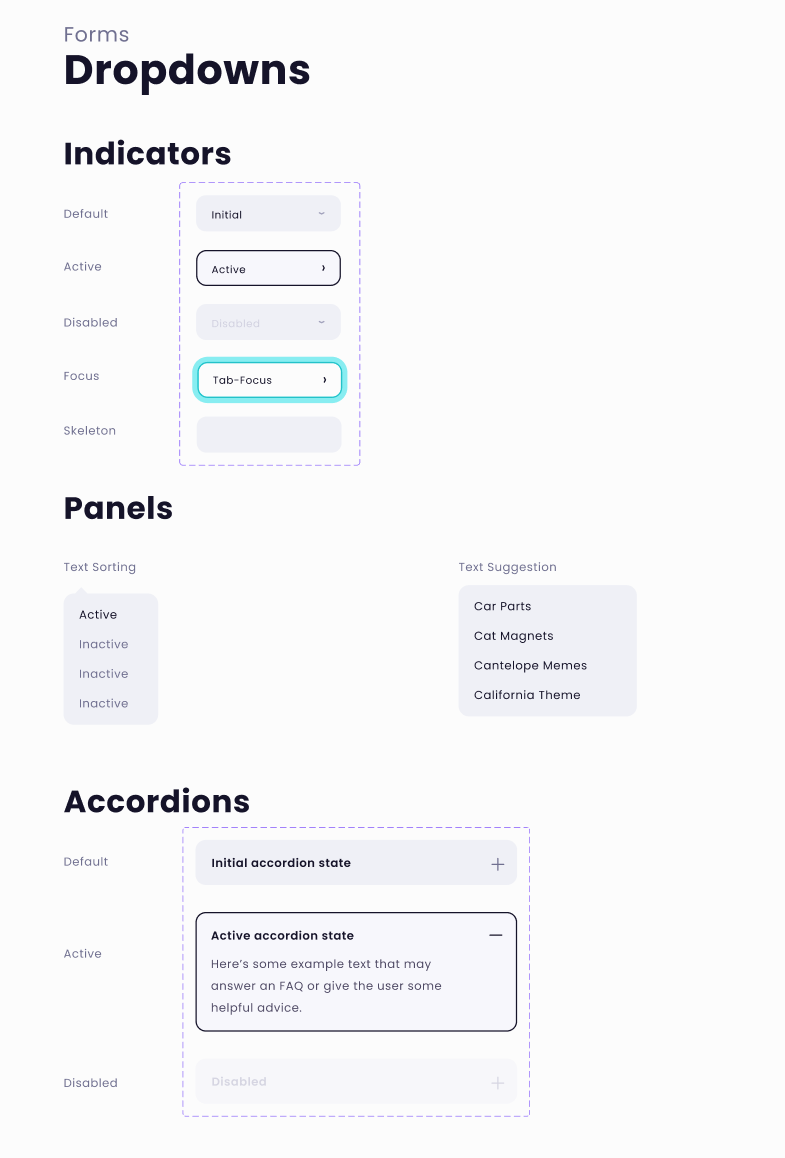 Forms
Dropdowns
Indicators
Default
Initial
Active
Active
Disabled
Disabled
Focus
Tab-Focus
Skeleton
Panels
Text Sorting
Active
Inactive
Inactive
Inactive
Text Suggestion
Car Parts
Cat Magnets
Cantelope Memes
California Theme
Accordions
Default
Initial accordion state
Active
Active accordion state
Here’s some example text that may
answer an FAQ or give the user some
helpful advice.
Disabled
Disabled